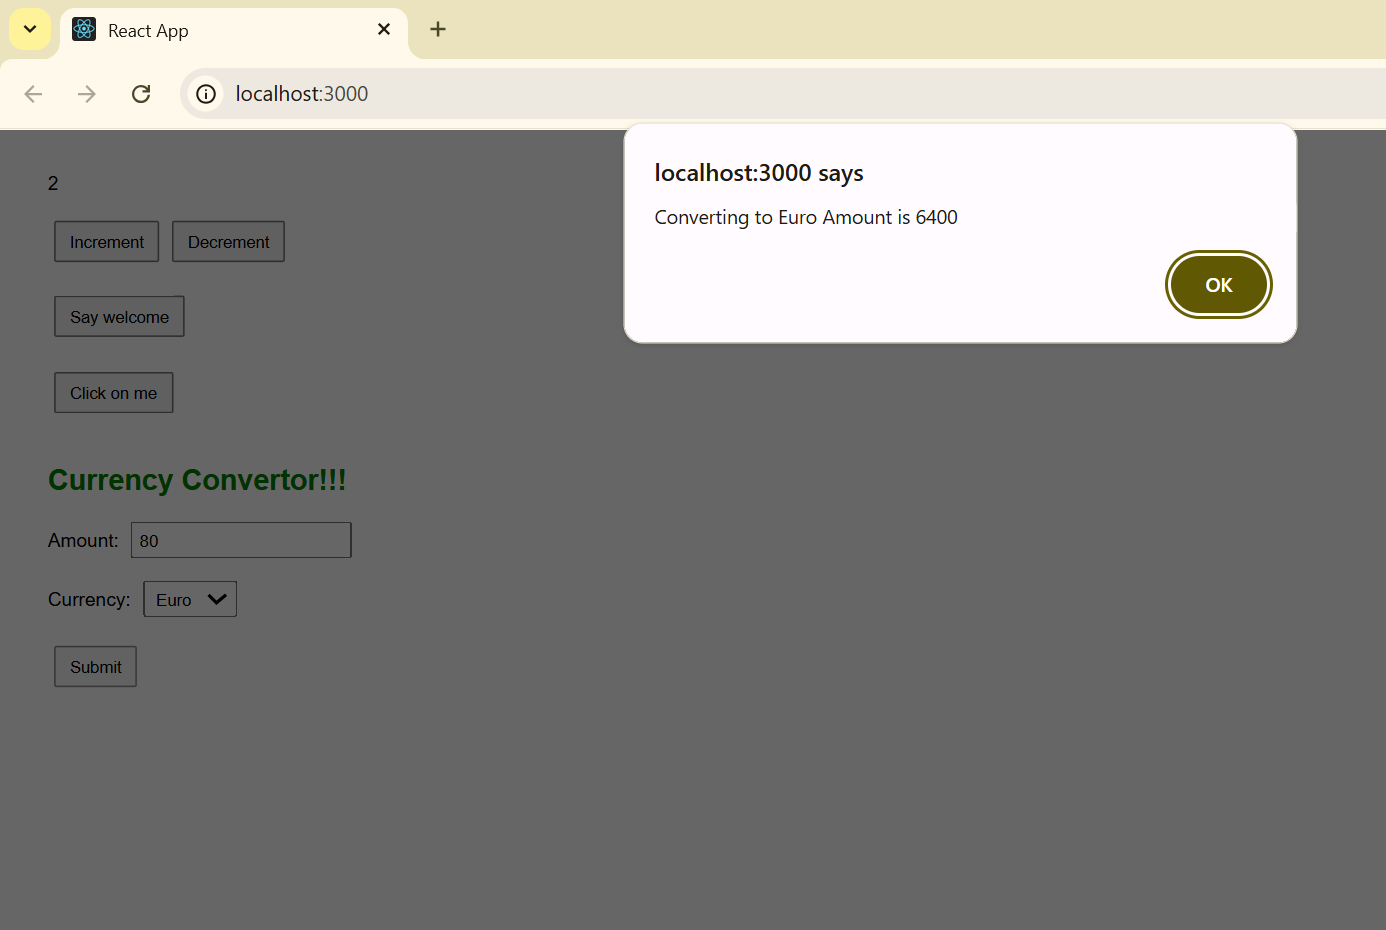 React App
localhost:3000
localhost:3000 says
Converting to Euro Amount is 6400
OK
2
Increment Decrement
Say welcome
Click on me
Currency Convertor!!!
Amount: 80
Currency: Euro
Submit